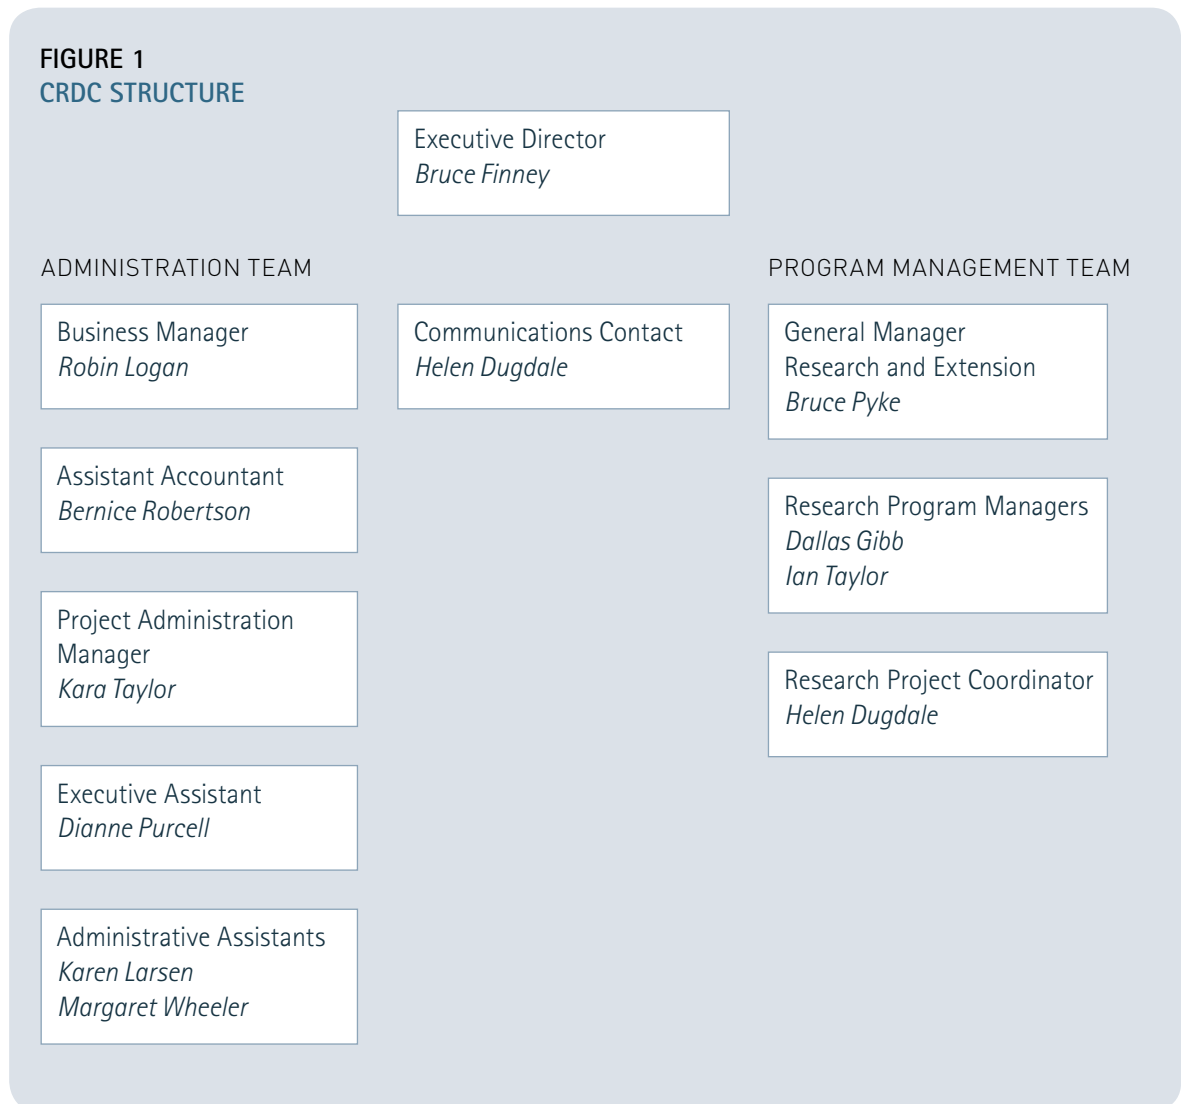 FIGURE 1
CRDC STRUCTURE
Executive Director
Bruce Finney
ADMINISTRATION TEAM
Business Manager
Robin Logan
Assistant Accountant
Bernice Robertson
Project Administration
Manager
Kara Taylor
Executive Assistant
Dianne Purcell
Administrative Assistants
Karen Larsen
Margaret Wheeler
Communications Contact
Helen Dugdale
PROGRAM MANAGEMENT TEAM
General Manager
Research and Extension
Bruce Pyke
Research Program Managers
Dallas Gibb
Ian Taylor
Research Project Coordinator
Helen Dugdale